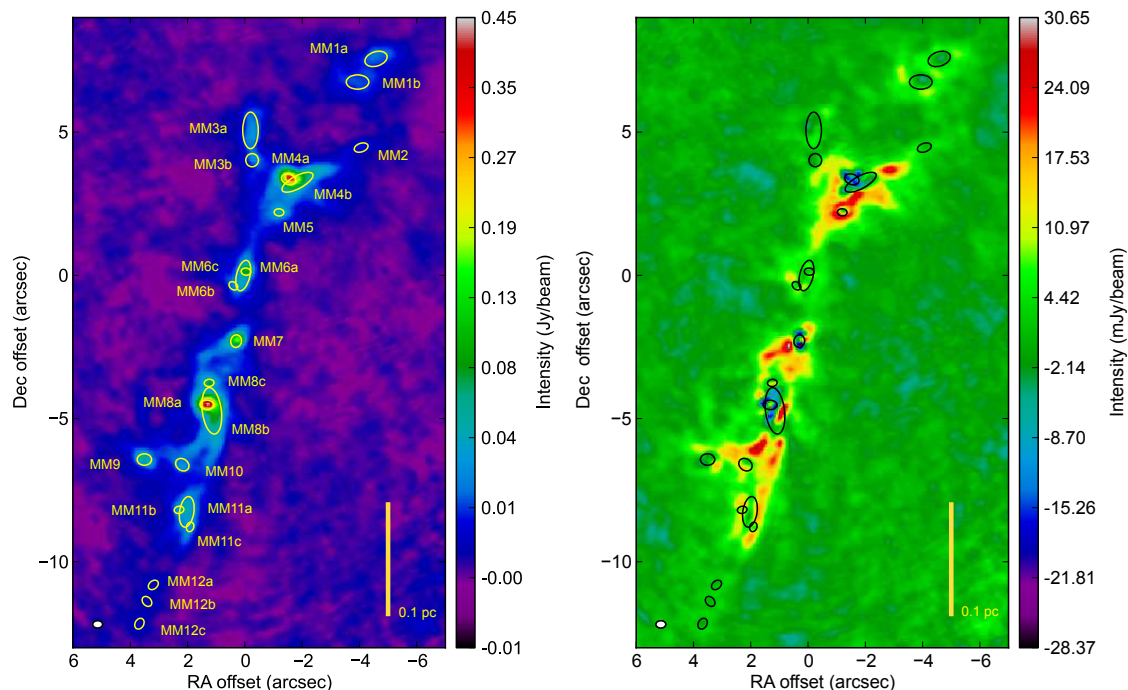 MM1a
MM1b
MM3a
MM2
MM3b
MM4a
MM4b
MM5
MM6c
MM6a
MM6b
MM7
MM8c
MM8a
MM8b
MM9
MM10
MM11b
MM11a
MM11c
MM12a
MM12b
MM12c
0.1 pc
5
0
−5
−10
Dec offset (arcsec)
6
4
2
0
−2
−4
−6
RA offset (arcsec)
0.45
0.35
0.27
0.19
0.13
0.08
0.04
0.01
-0.00
-0.01
Intensity (Jy/beam)
0.1 pc
5
0
−5
−10
Dec offset (arcsec)
6
4
2
0
−2
−4
−6
RA offset (arcsec)
30.65
24.09
17.53
10.97
4.42
-2.14
-8.70
-15.26
-21.81
-28.37
Intensity (mJy/beam)